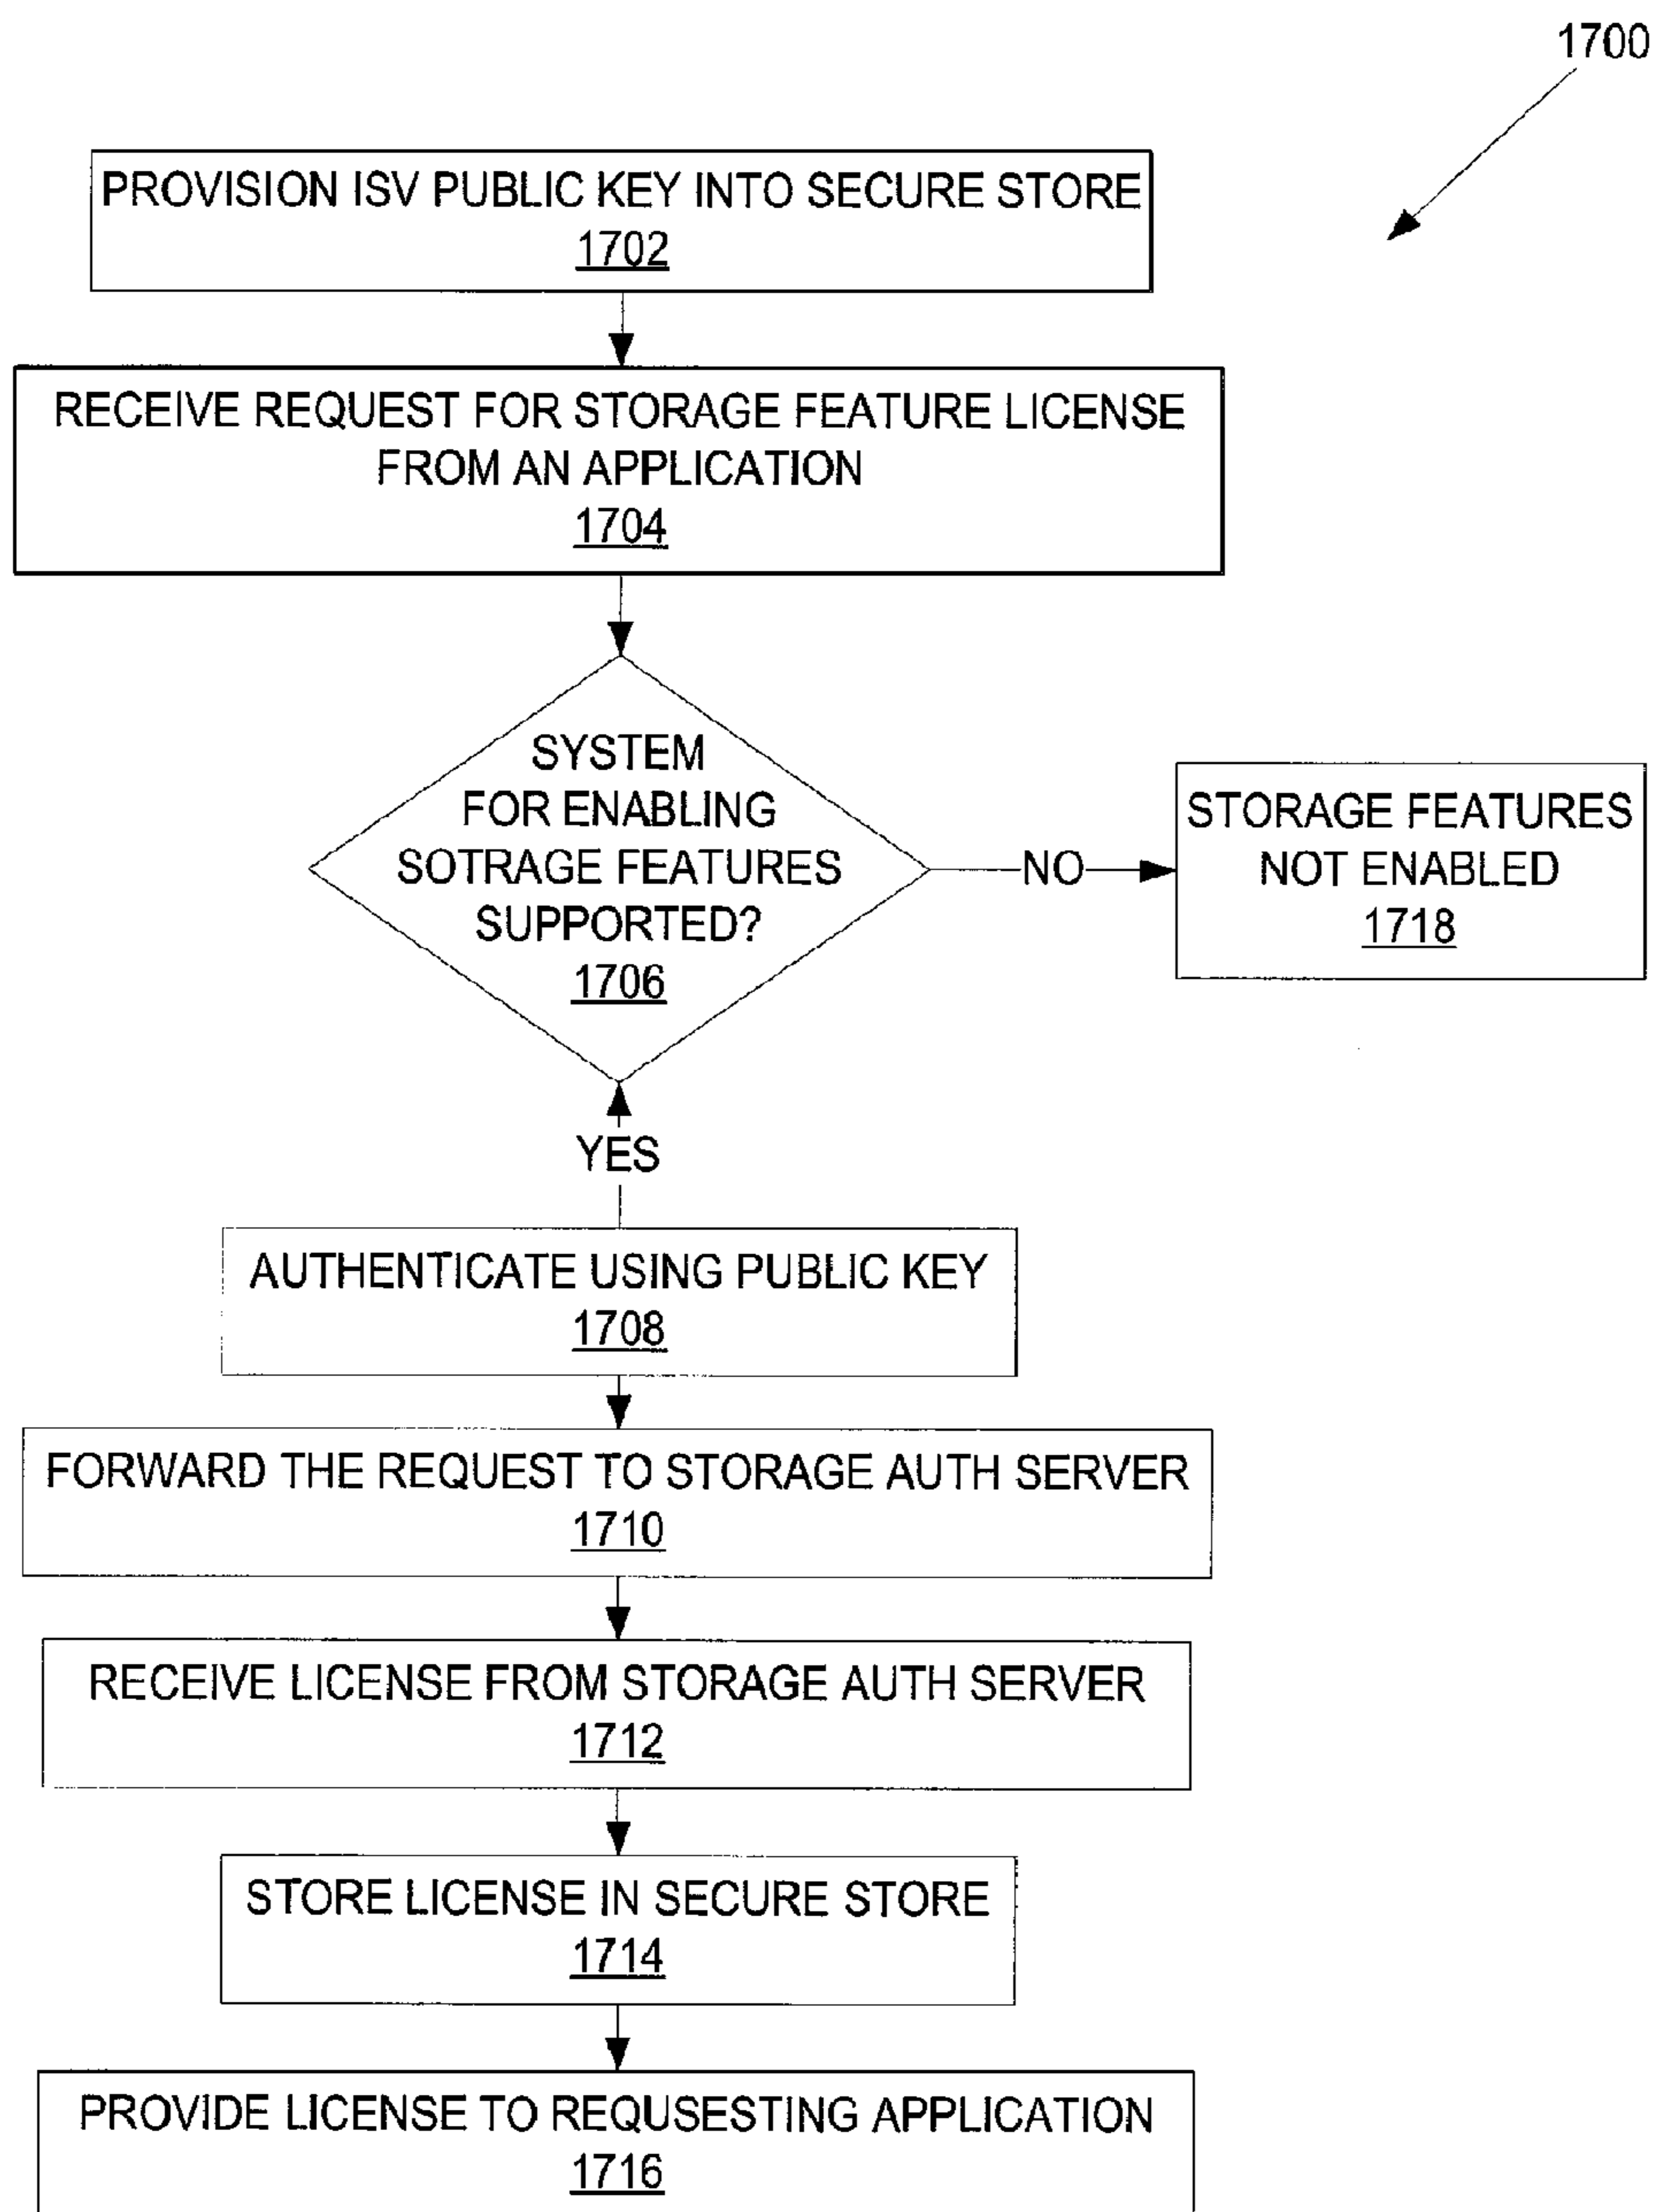 1700
PROVISION ISV PUBLIC KEY INTO SECURE STORE
1702
RECEIVE REQUEST FOR STORAGE FEATURE LICENSE
FROM AN APPLICATION
1704
SYSTEM
FOR ENABLING
SOTRAGE FEATURES
SUPPORTED?
1706
NO
STORAGE FEATURES
NOT ENABLED
1718
YES
AUTHENTICATE USING PUBLIC KEY
1708
FORWARD THE REQUEST TO STORAGE AUTH SERVER
1710
RECEIVE LICENSE FROM STORAGE AUTH SERVER
1712
STORE LICENSE IN SECURE STORE
1714
PROVIDE LICENSE TO REQUSESTING APPLICATION
1716